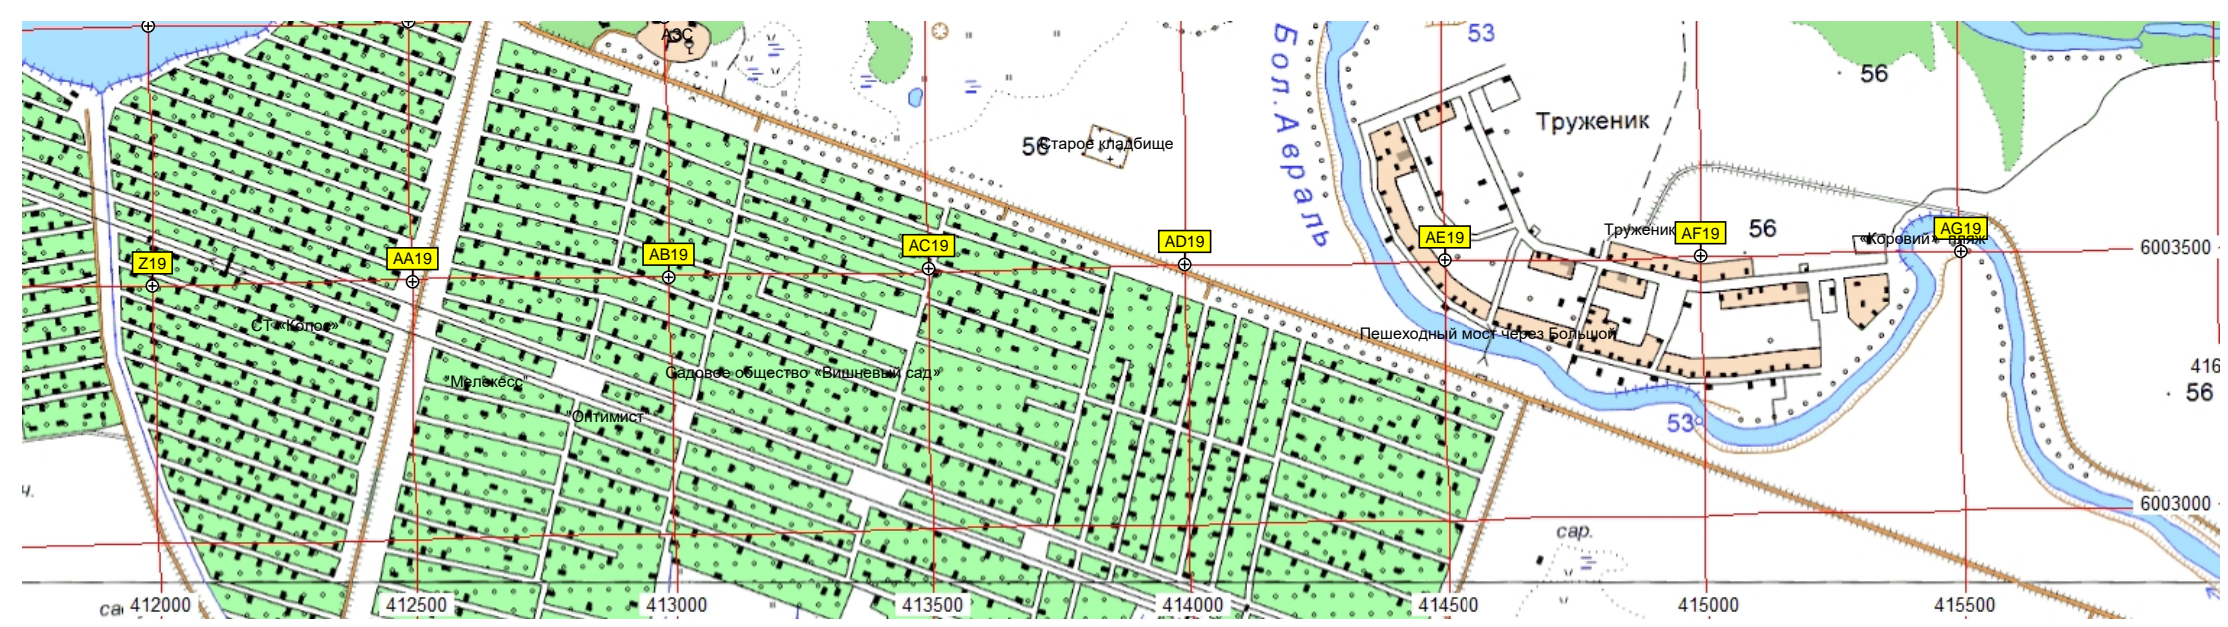 АЗС
53
56
Бол. Авраль
Труженик
56
Старое кладбище
Труженик
56
«Коровий» пляж
Z19
AA19
AB19
AC19
AD19
AE19
AF19
AG19
6003500
СТ «Колос»
Пешеходный мост через Большой
"Мелекесс"
Садовое общество «Вишневый сад»
416
56
"Оптимист"
53
ч.
6003000
сар.
са
412000
412500
413000
413500
414000
414500
415000
415500